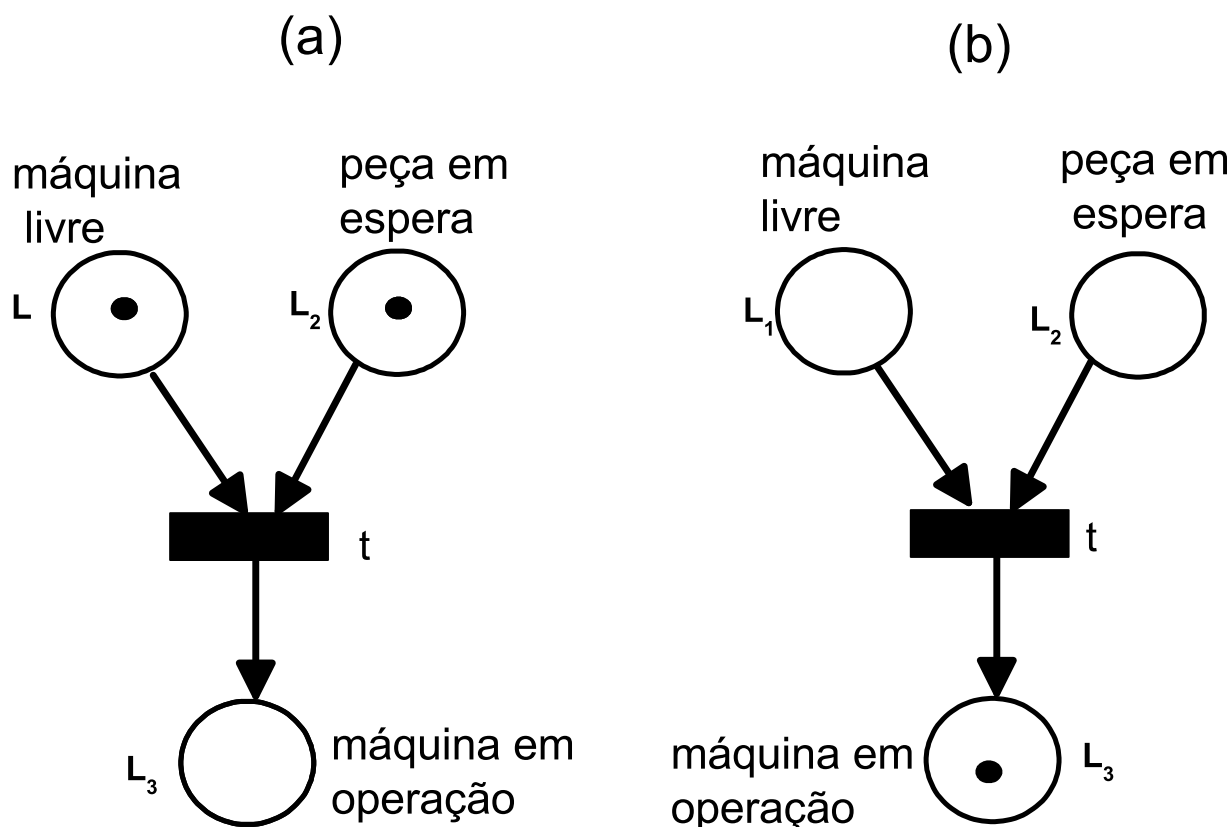 (a)
máquina
livre
peça em
espera
L
L₂
t
L₃
máquina em
operação
(b)
máquina
livre
peça em
espera
L₁
L₂
t
máquina em
operação
L₃